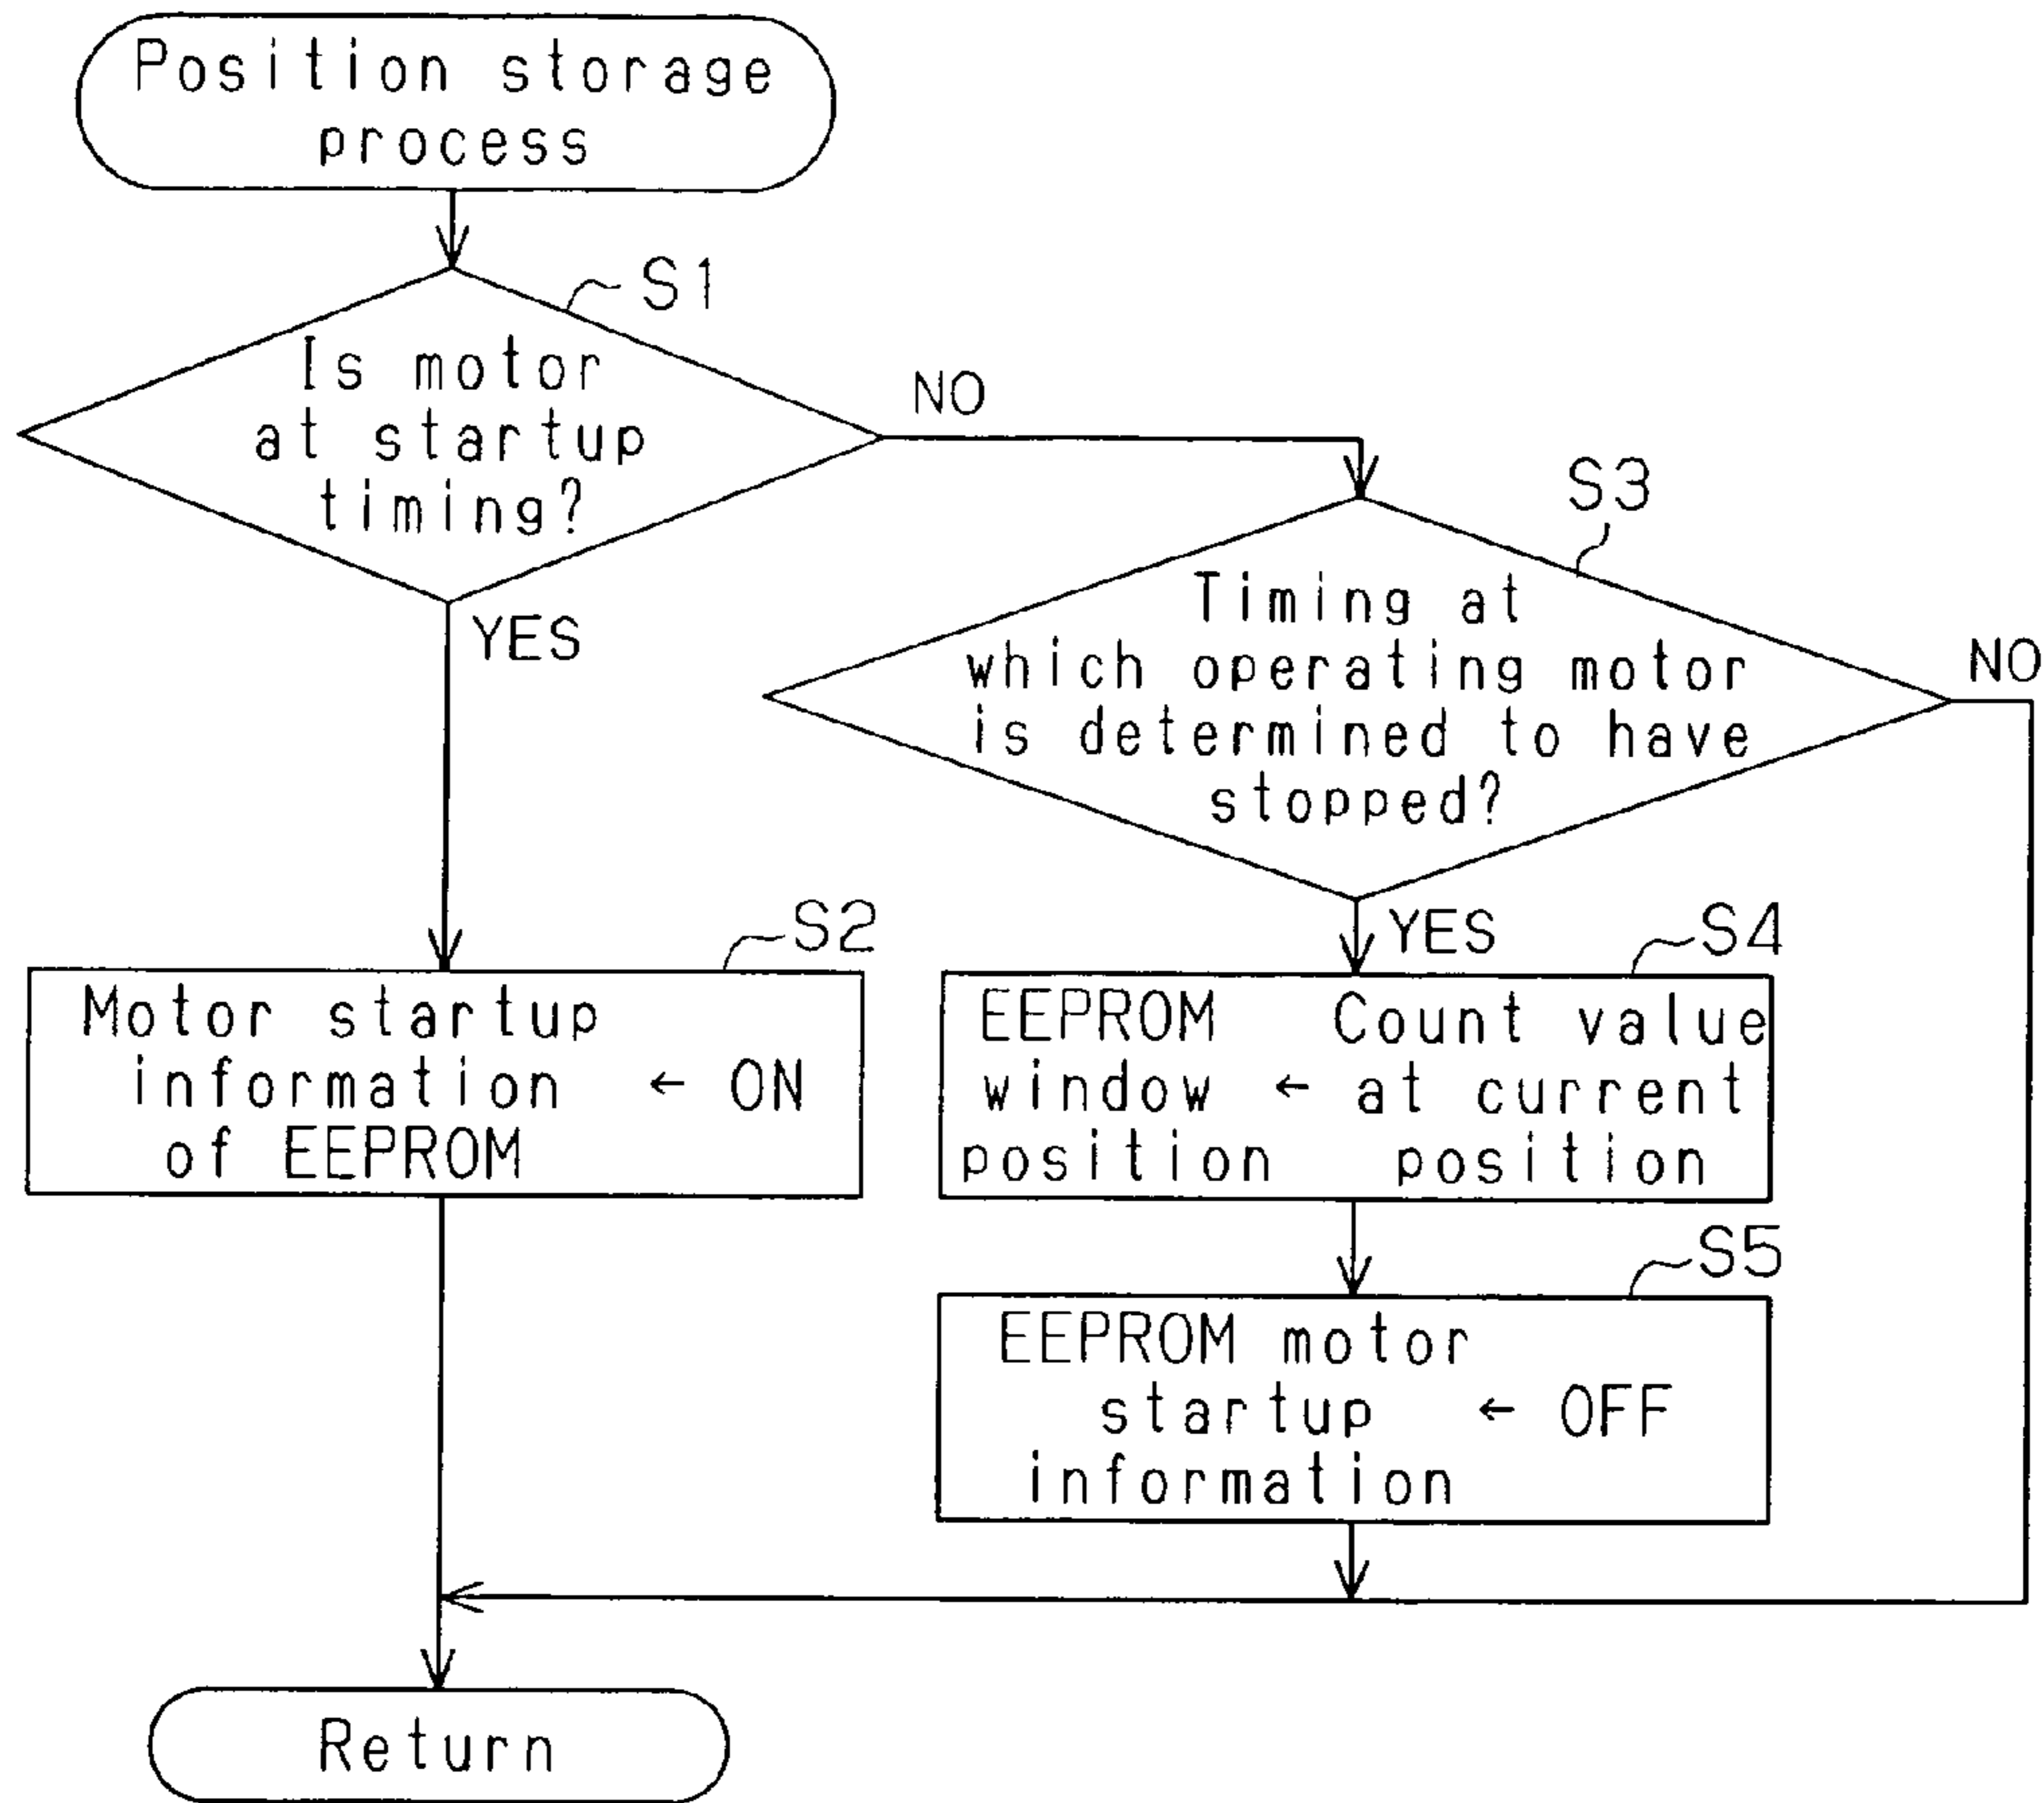 Position storage
process
S1
Is motor
at startup
timing?
NO
YES
S3
Timing at
which operating motor
is determined to have
stopped?
NO
YES
S2
Motor startup
information ← ON
of EEPROM
S4
EEPROM Count value
window ← at current
position position
S5
EEPROM motor
startup ← OFF
information
Return